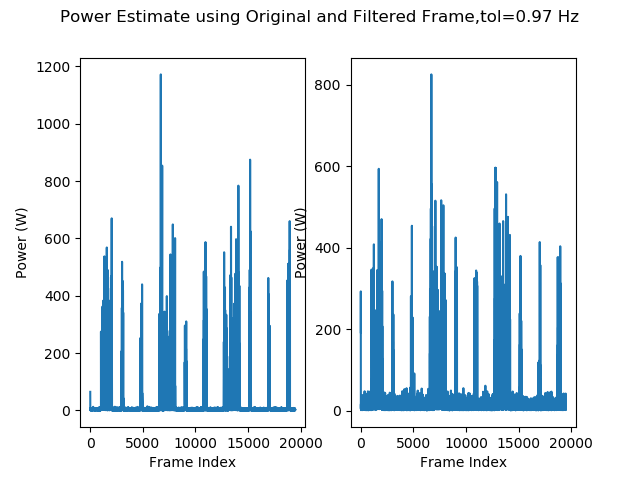 Power Estimate using Original and Filtered Frame,tol=0.97 Hz
Power (W)
1200
1000
800
600
400
200
0
0 5000 10000 15000 20000
Frame Index
Power (W)
800
600
400
200
0
0 5000 10000 15000 20000
Frame Index